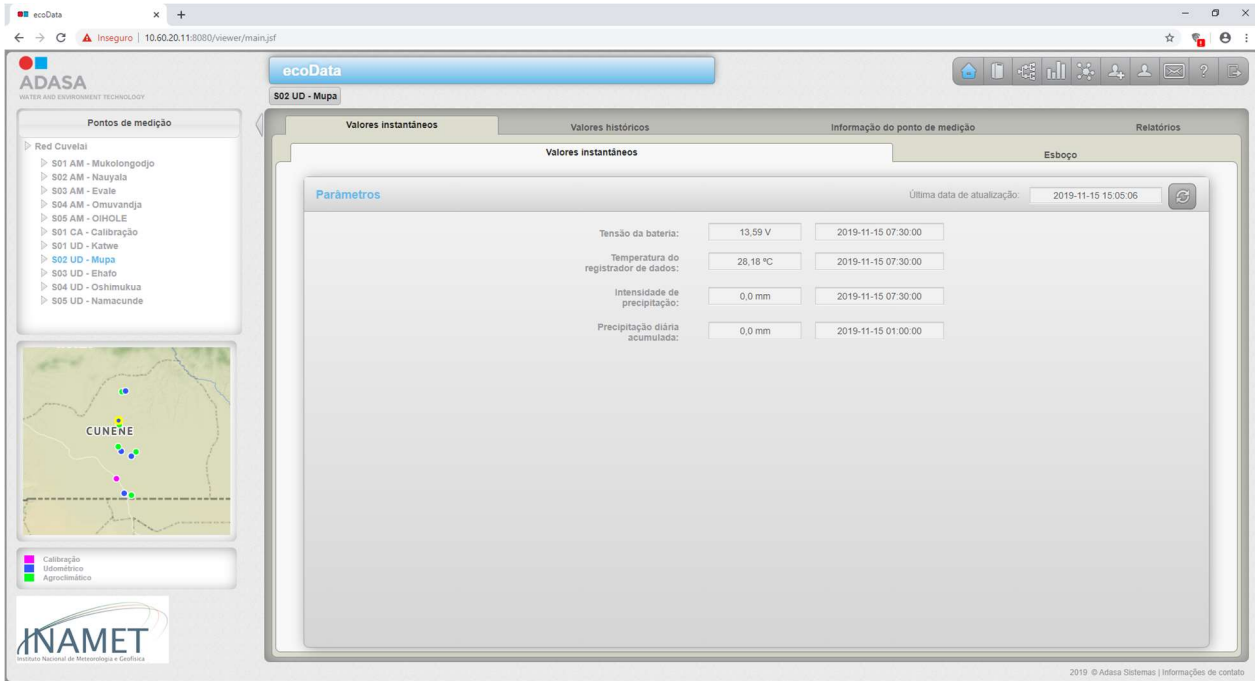 ecoData
Inseguro | 10.60.20.11:8080/viewer/main.jsf
ADASA
WATER AND ENVIRONMENT TECHNOLOGY
ecoData
S02 UD - Mupa
Pontos de medição
Red Cuvelai
S01 AM - Mukolongodjo
S02 AM - Nauyala
S03 AM - Evale
S04 AM - Omuvandja
S05 AM - OIHOLE
S01 CA - Calibração
S01 UD - Katwe
S02 UD - Mupa
S03 UD - Ehafo
S04 UD - Oshimukua
S05 UD - Namacunde
CUNENE
Calibração
Udométrico
Agroclimático
INAMET
Instituto Nacional de Meteorologia e Geofísica
Valores instantâneos
Valores históricos
Informação do ponto de medição
Relatórios
Valores instantâneos
Esboço
Parâmetros
Última data de atualização: 2019-11-15 15:05:06
Tensão da bateria: 13,59 V 2019-11-15 07:30:00
Temperatura do
registrador de dados: 28,18 ºC 2019-11-15 07:30:00
Intensidade de
precipitação: 0,0 mm 2019-11-15 07:30:00
Precipitação diária
acumulada: 0,0 mm 2019-11-15 01:00:00
2019 © Adasa Sistemas | Informações de contato